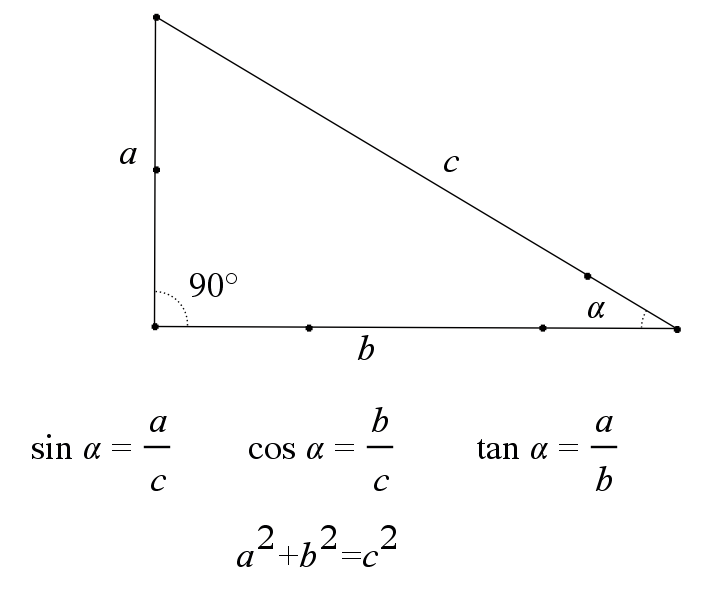 a
c
90°
α
b
sin α = a/c cos α = b/c tan α = a/b
a²+b²=c²